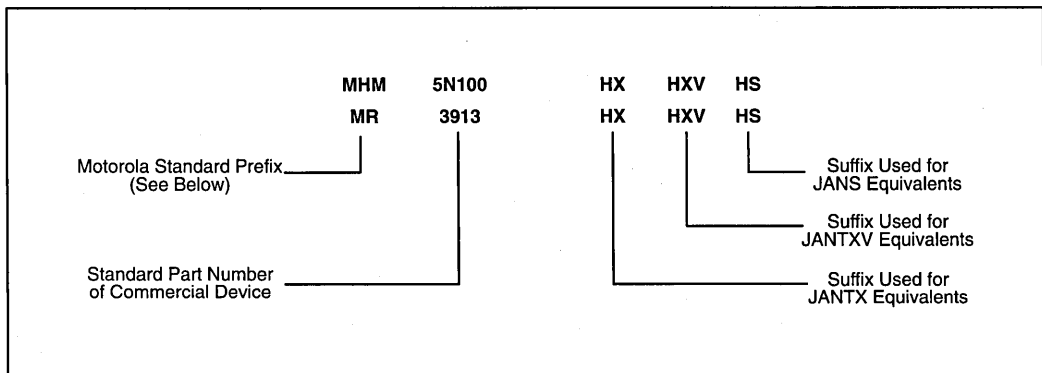 MHM 5N100 HX HXV HS
MR 3913 HX HXV HS
Motorola Standard Prefix
(See Below)
Suffix Used for
JANS Equivalents
Suffix Used for
JANTXV Equivalents
Standard Part Number
of Commercial Device
Suffix Used for
JANTX Equivalents